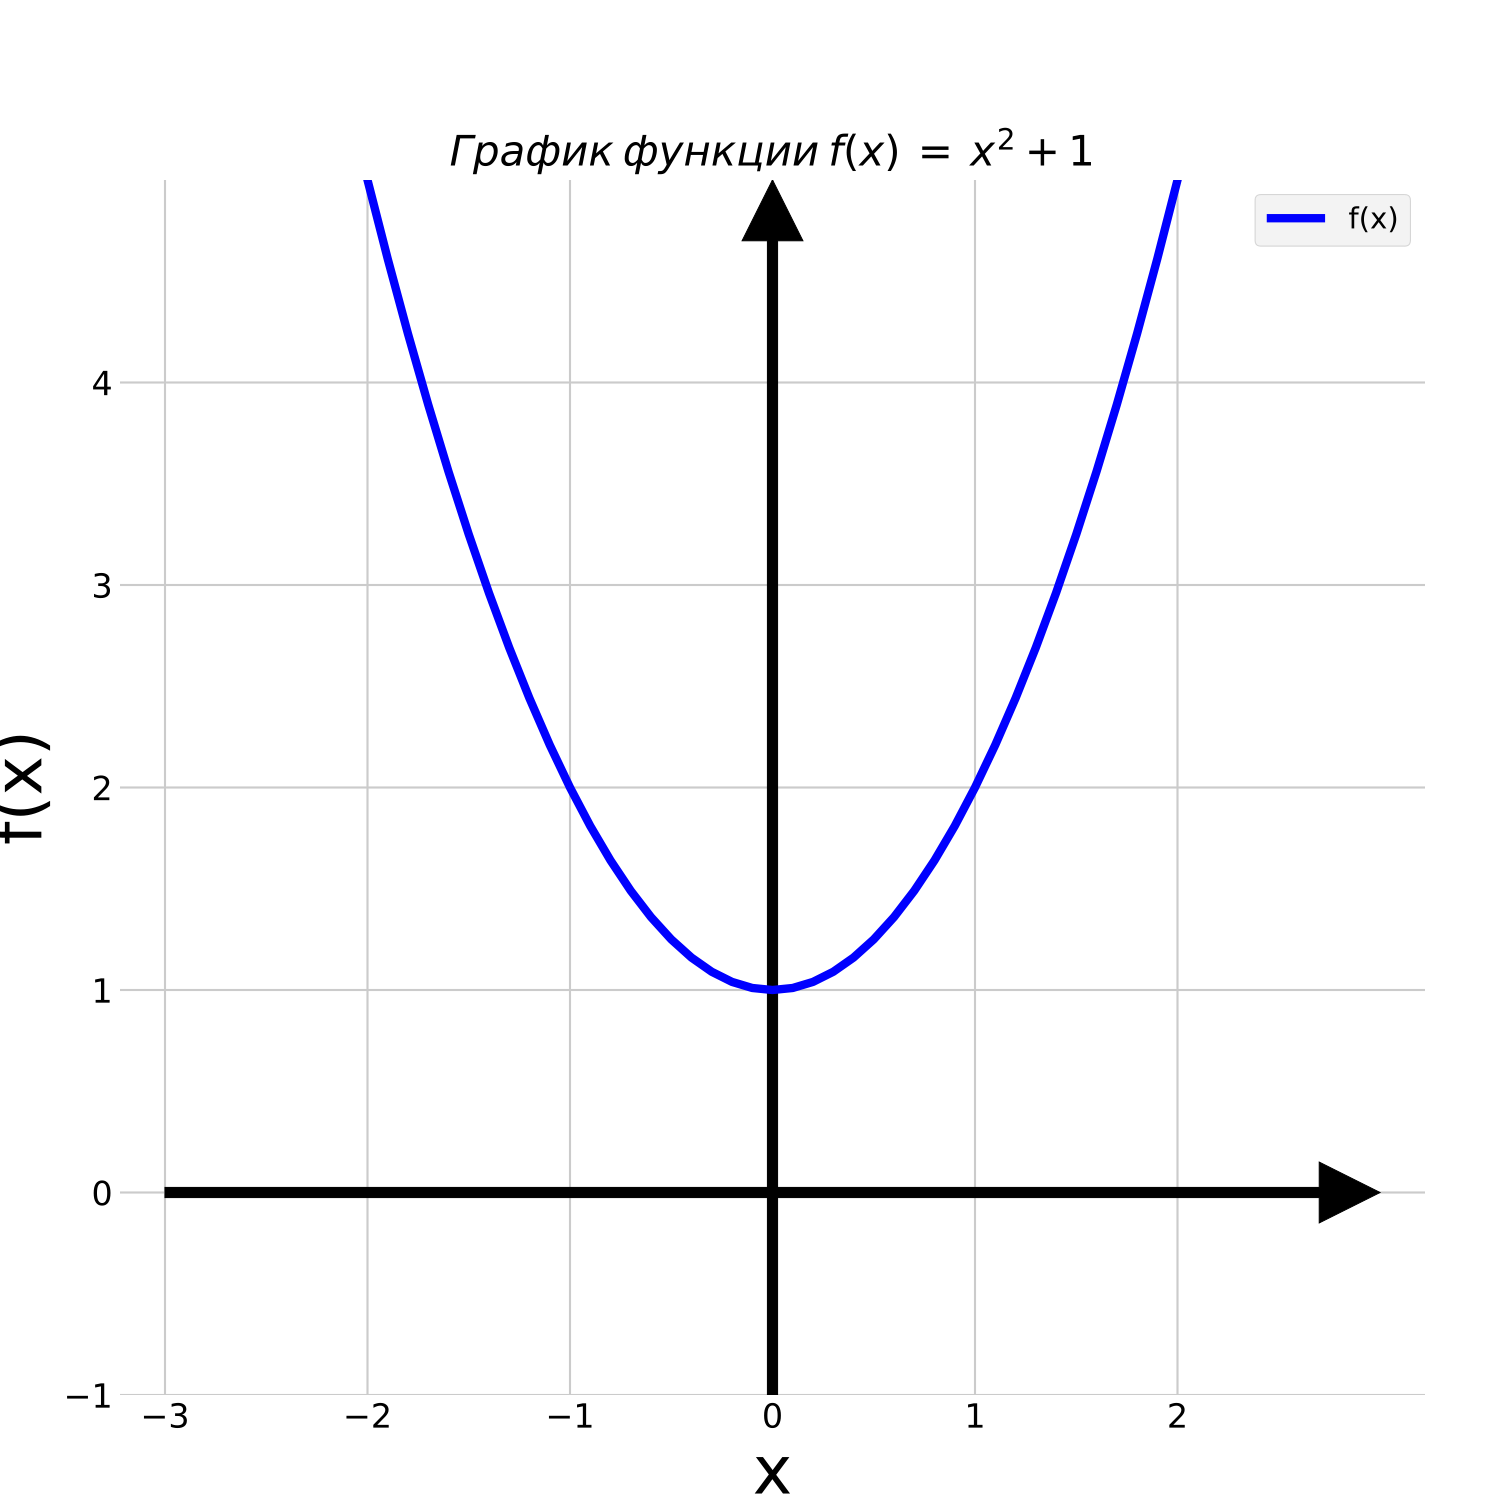 График функции f(x) = x² + 1
f(x)
4
3
2
1
0
−1
f(x)
−3 −2 −1 0 1 2
x